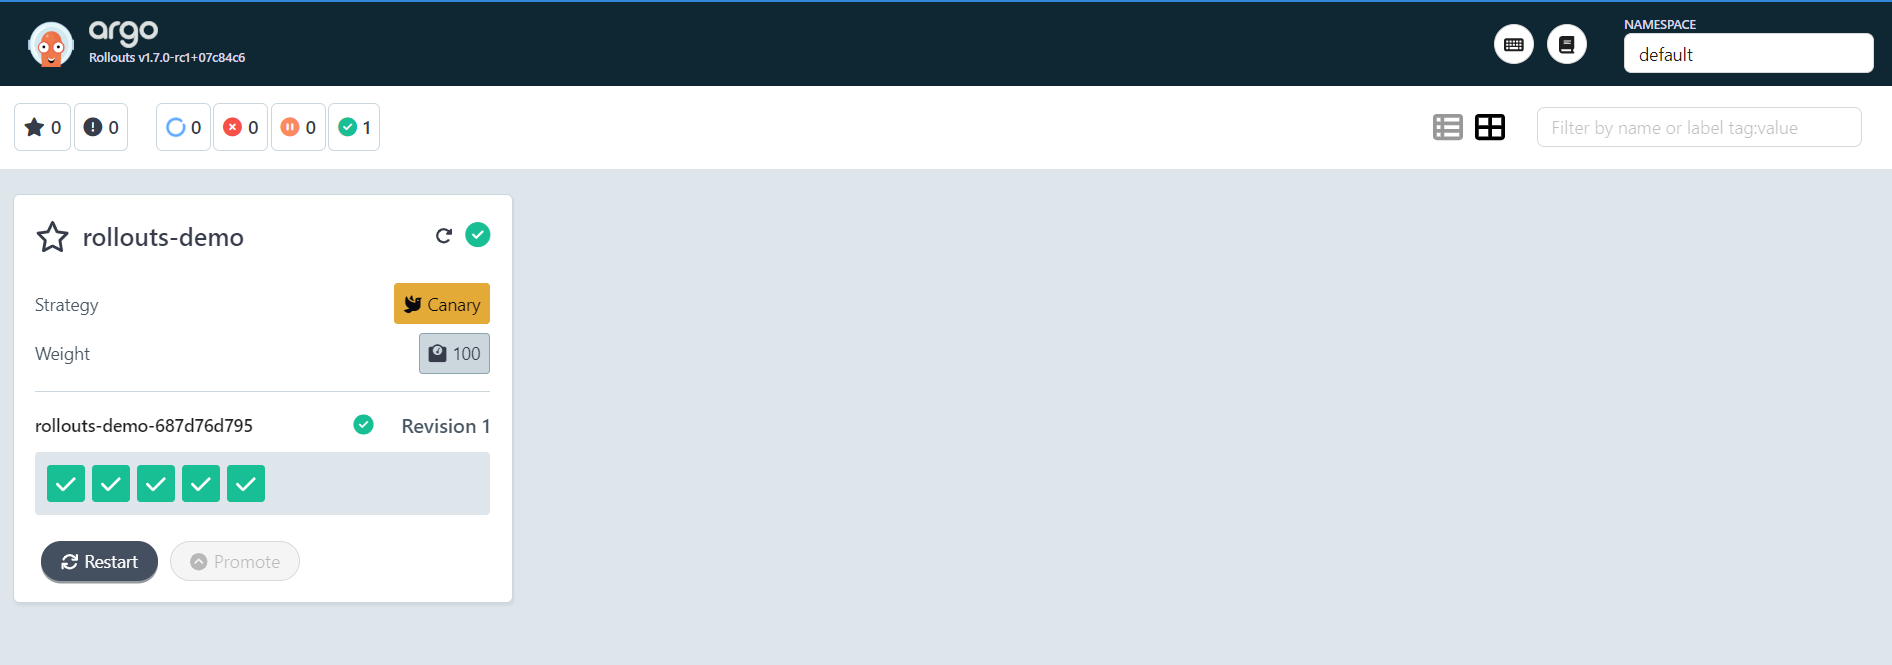 argo
Rollouts v1.7.0-rc1+07c84c6
NAMESPACE
default
0 0 0 0 0 1
Filter by name or label tag:value
rollouts-demo
Strategy Canary
Weight 100
rollouts-demo-687d76d795 Revision 1
Restart Promote